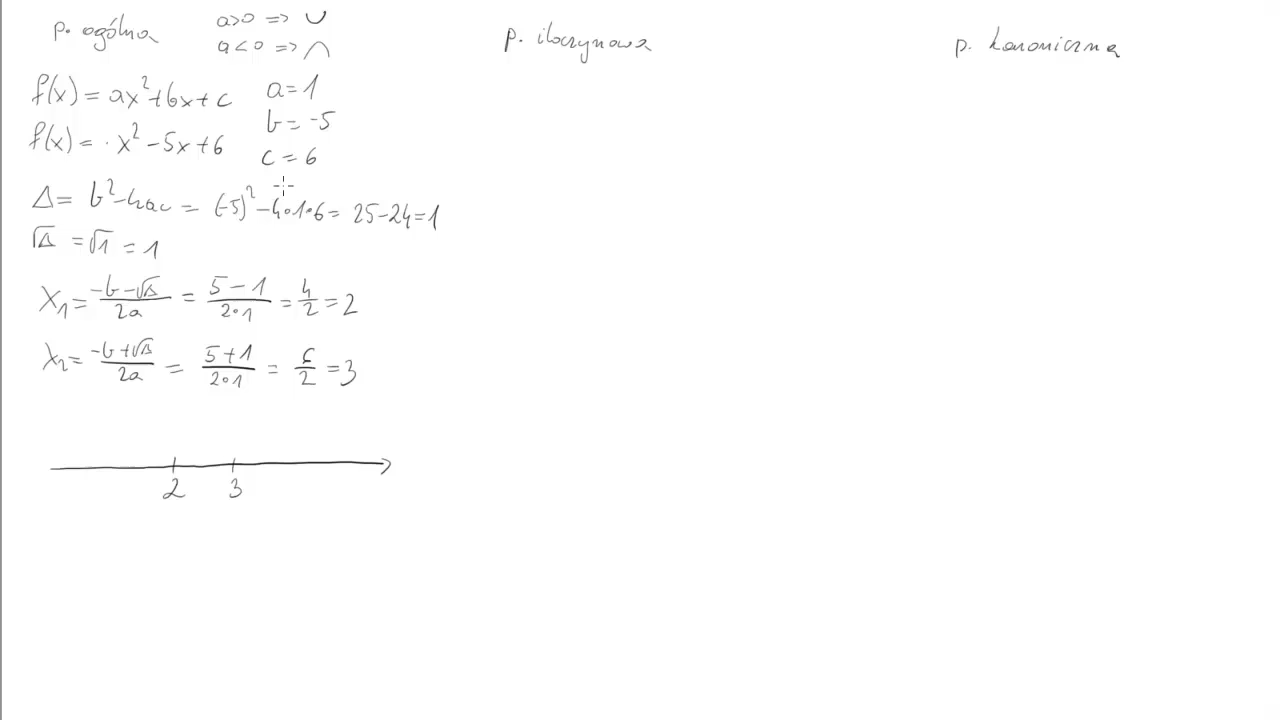 p. ogólna
a>0 => ∪
a<0 => ∩
f(x) = ax²+bx+c
f(x) = x² - 5x + 6
a = 1
b = -5
c = 6
Δ = b²-4ac = (-5)² - 4•1•6 = 25-24=1
√Δ = √1 = 1
x₁ = (-b-√Δ)/(2a) = (5-1)/(2•1) = 4/2 = 2
x₂ = (-b+√Δ)/(2a) = (5+1)/(2•1) = 6/2 = 3
2 3
p. iloczynowa
p. kanoniczna